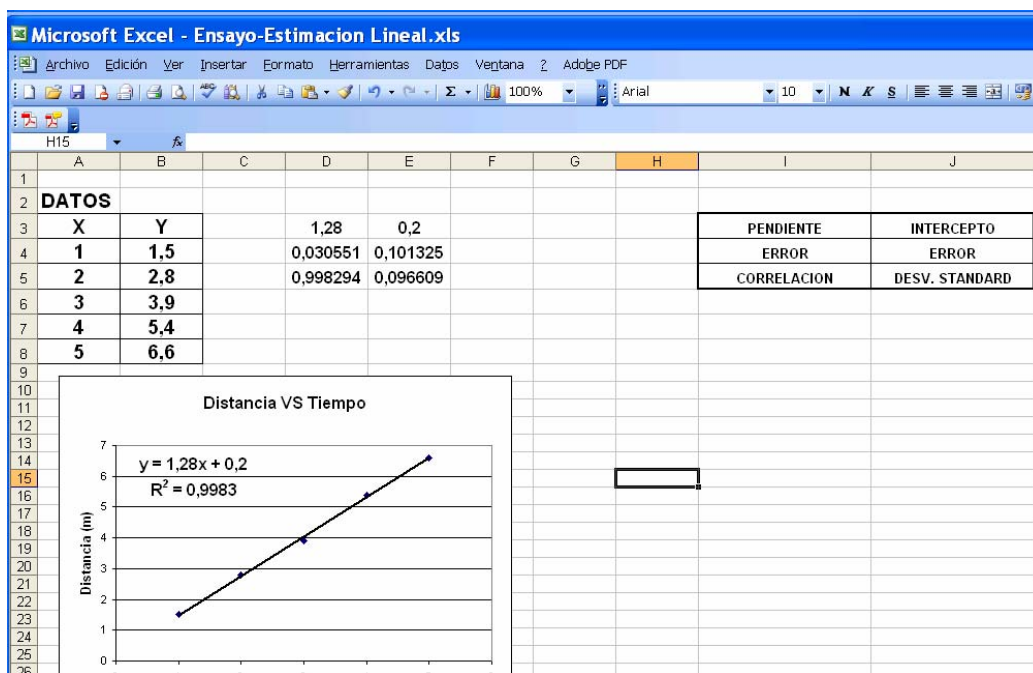 Microsoft Excel - Ensayo-Estimacion Lineal.xls
Archivo Edición Ver Insertar Formato Herramientas Datos Ventana ? Adobe PDF
100% Arial 10 N K S
H15 fx
A B C D E F G H I J
1
2 DATOS
3 X Y 1,28 0,2 PENDIENTE INTERCEPTO
4 1 1,5 0,030551 0,101325 ERROR ERROR
5 2 2,8 0,998294 0,096609 CORRELACION DESV. STANDARD
6 3 3,9
7 4 5,4
8 5 6,6
9
10
11
12
13
14
15
16
17
18
19
20
21
22
23
24
25
26
Distancia VS Tiempo
y = 1,28x + 0,2
R² = 0,9983
Distancia (m)
7
6
5
4
3
2
1
0